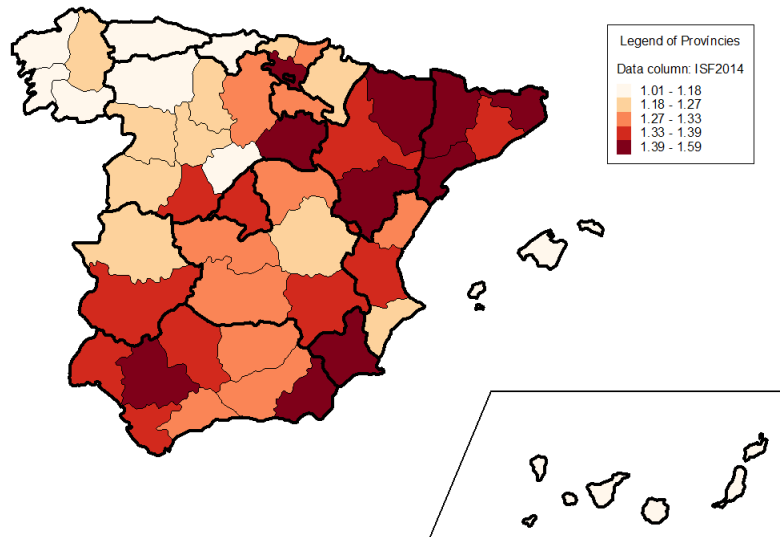 Legend of Províncies
Data column: ISF2014
1.01 - 1.18
1.18 - 1.27
1.27 - 1.33
1.33 - 1.39
1.39 - 1.59